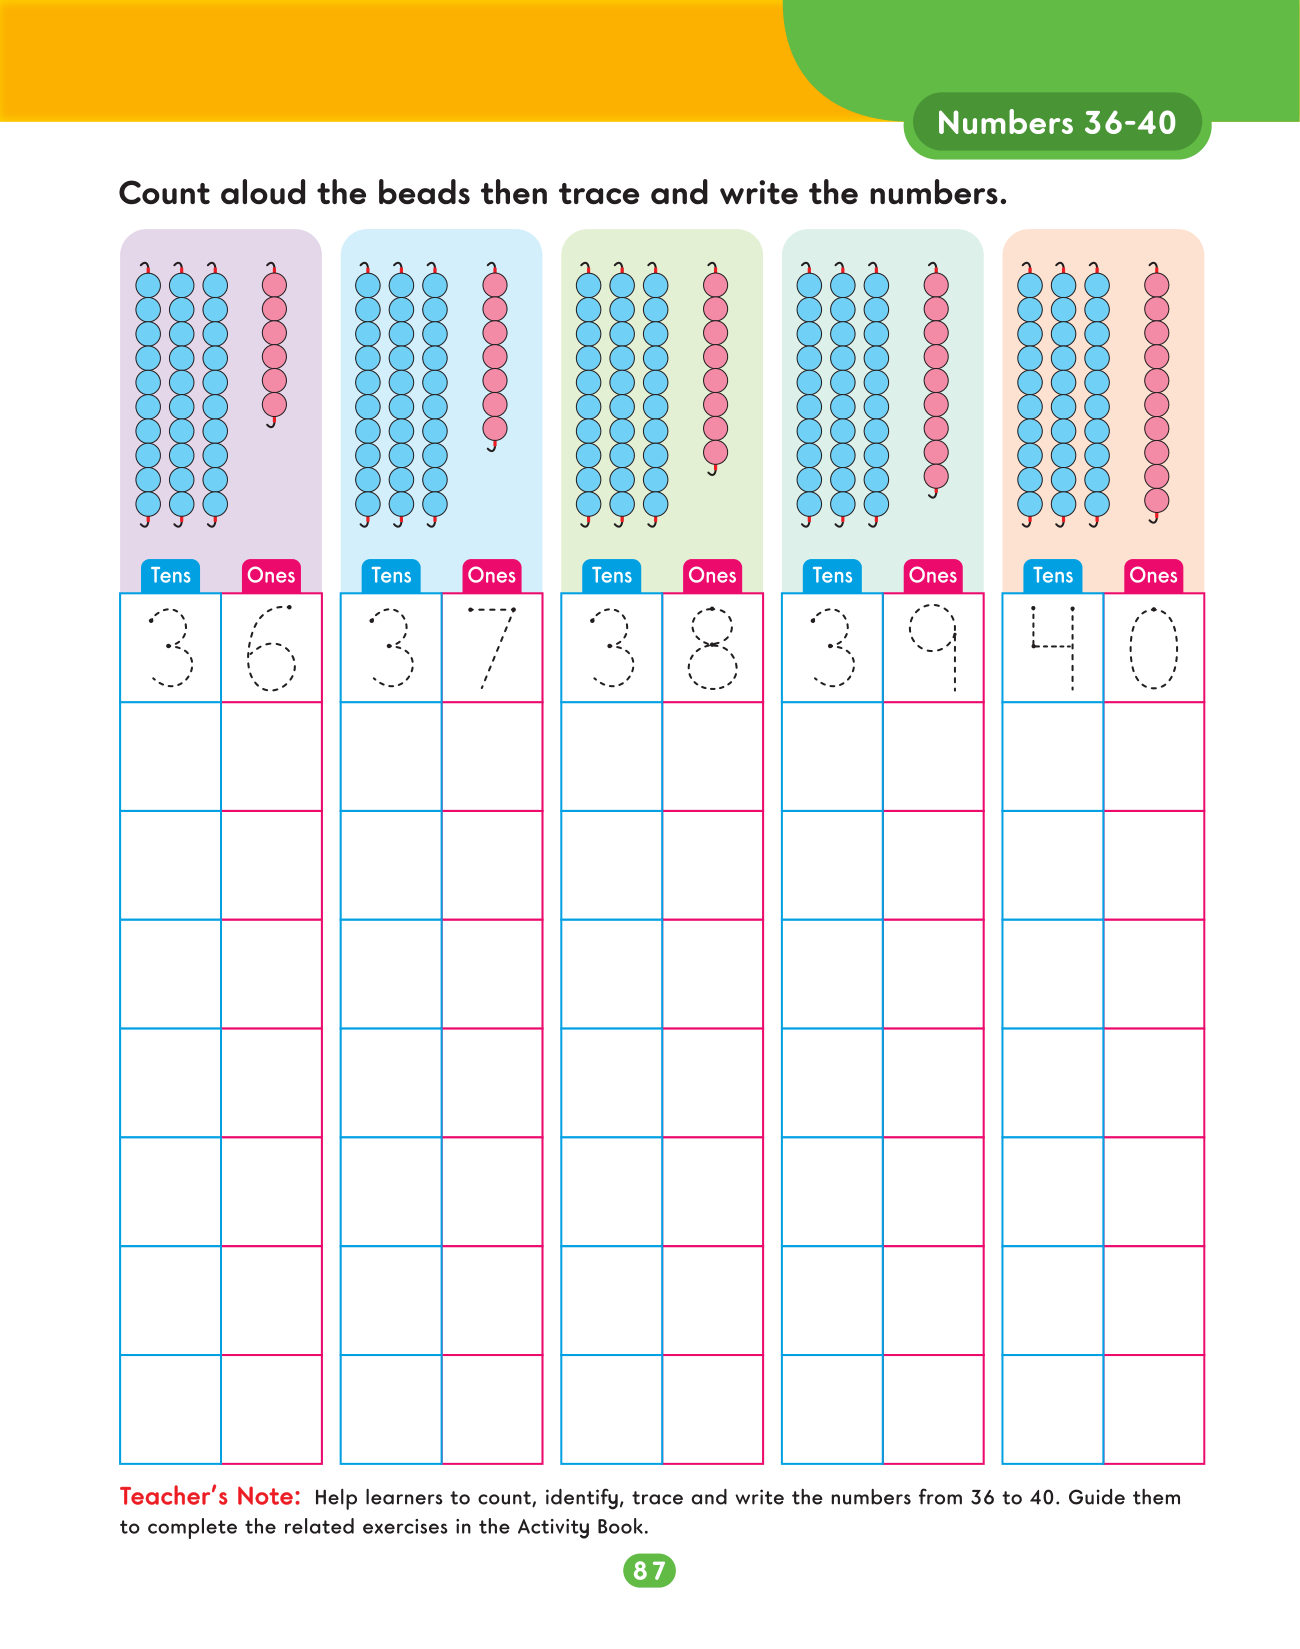 Numbers 36-40
Count aloud the beads then trace and write the numbers.
Tens Ones Tens Ones Tens Ones Tens Ones Tens Ones
3 6 3 7 3 8 3 9 4 0
Teacher's Note: Help learners to count, identify, trace and write the numbers from 36 to 40. Guide them
to complete the related exercises in the Activity Book.
87